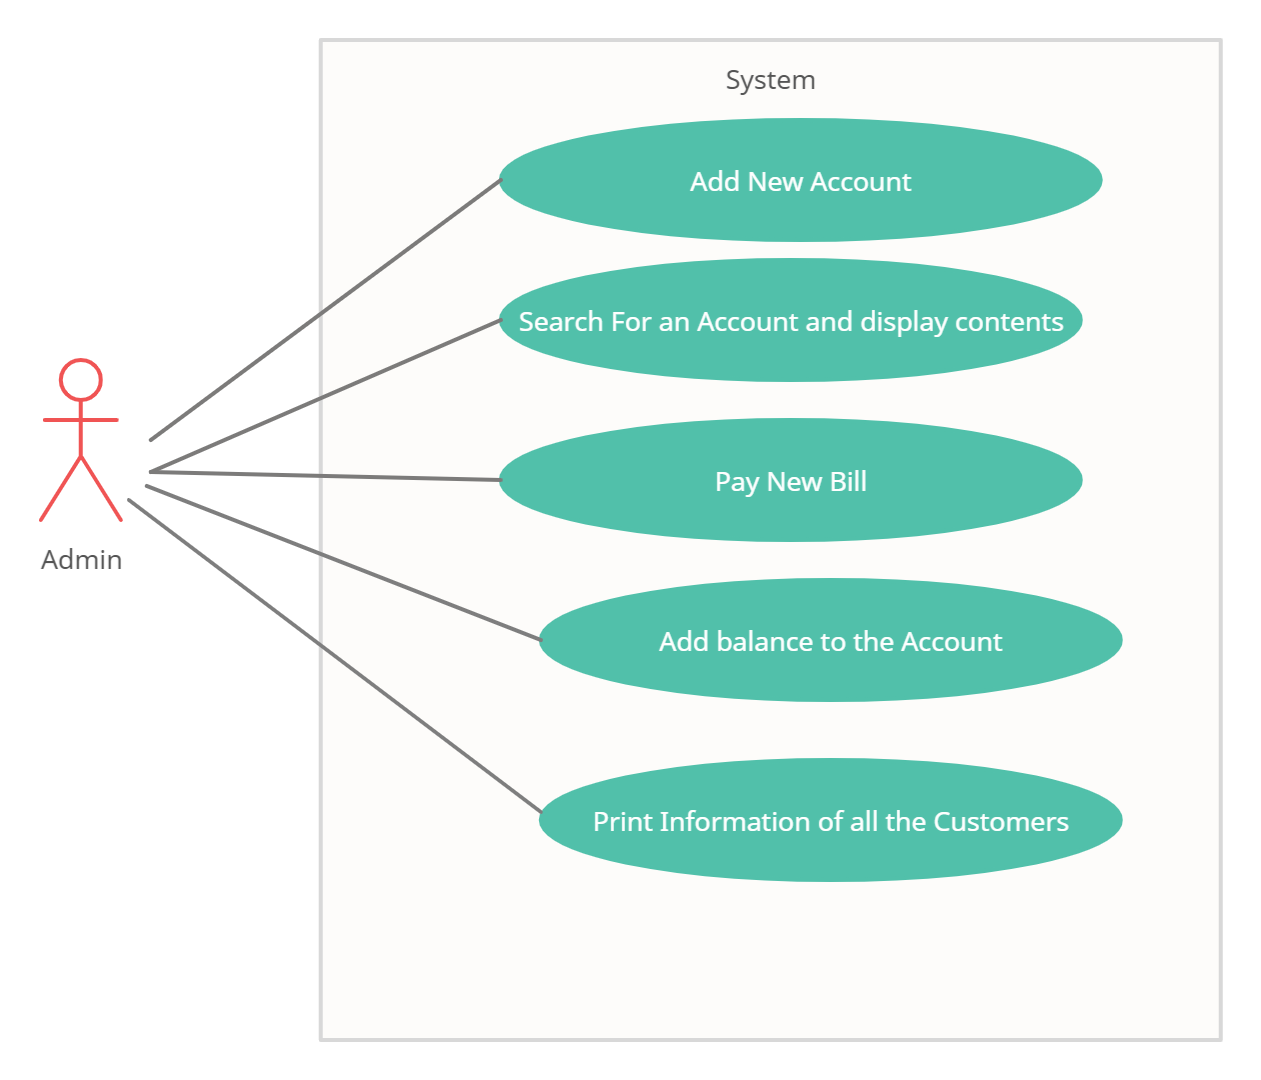 System
Add New Account
Search For an Account and display contents
Pay New Bill
Admin
Add balance to the Account
Print Information of all the Customers